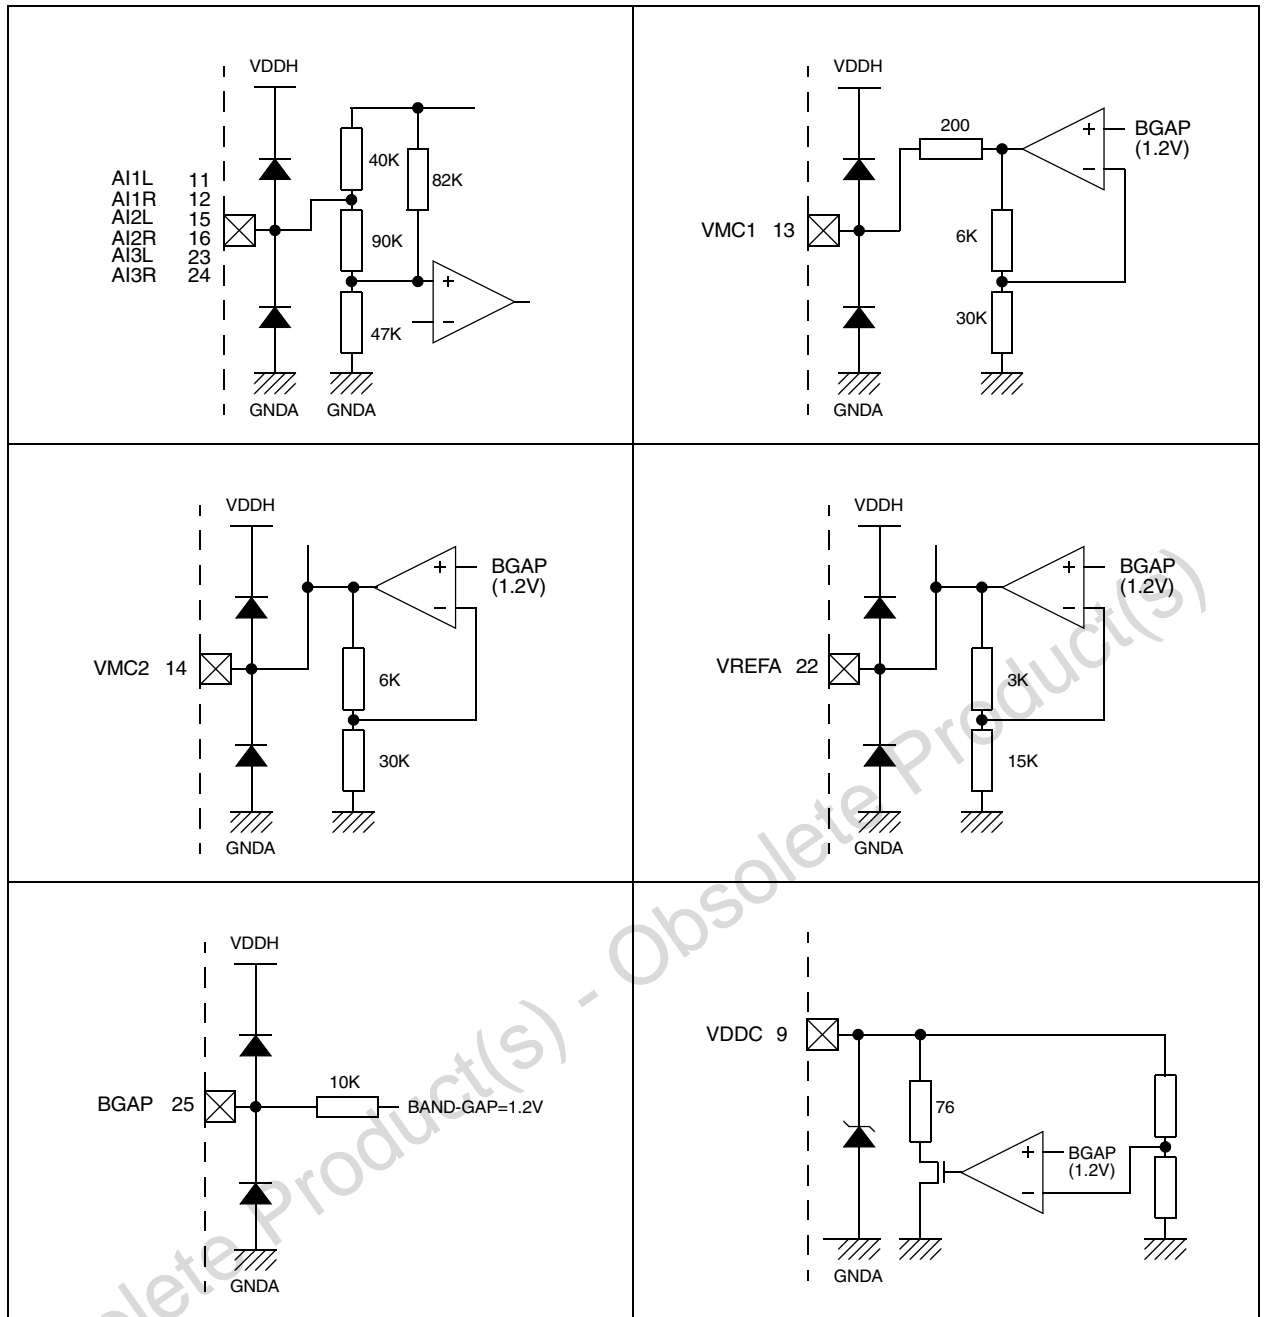 VDDH
AI1L 11
AI1R 12
AI2L 15
AI2R 16
AI3L 23
AI3R 24
40K
82K
90K
+
−
47K
GNDA GNDA
VDDH
200
+ BGAP
(1.2V)
−
VMC1 13
6K
30K
GNDA
VDDH
+ BGAP
(1.2V)
−
VMC2 14
6K
30K
GNDA
VDDH
+ BGAP
(1.2V)
−
VREFA 22
3K
15K
GNDA
VDDH
10K
BGAP 25
BAND-GAP=1.2V
GNDA
VDDC 9
76
+ BGAP
(1.2V)
−
GNDA
olete Product(s) - Obsolete Product(s)